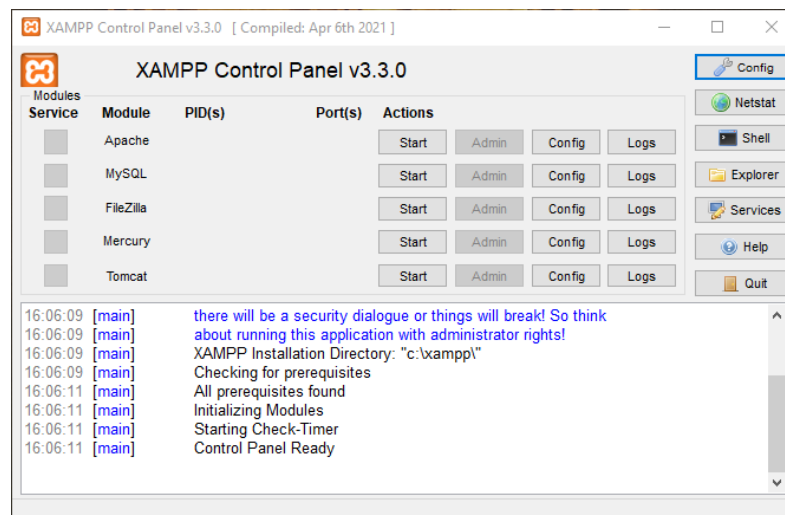 XAMPP Control Panel v3.3.0 [ Compiled: Apr 6th 2021 ]
XAMPP Control Panel v3.3.0
Config
Modules
Service Module PID(s) Port(s) Actions
Netstat
Apache Start Admin Config Logs
Shell
MySQL Start Admin Config Logs
Explorer
FileZilla Start Admin Config Logs
Services
Mercury Start Admin Config Logs
Help
Tomcat Start Admin Config Logs
Quit
16:06:09 [main] there will be a security dialogue or things will break! So think
16:06:09 [main] about running this application with administrator rights!
16:06:09 [main] XAMPP Installation Directory: "c:\xampp\"
16:06:09 [main] Checking for prerequisites
16:06:11 [main] All prerequisites found
16:06:11 [main] Initializing Modules
16:06:11 [main] Starting Check-Timer
16:06:11 [main] Control Panel Ready